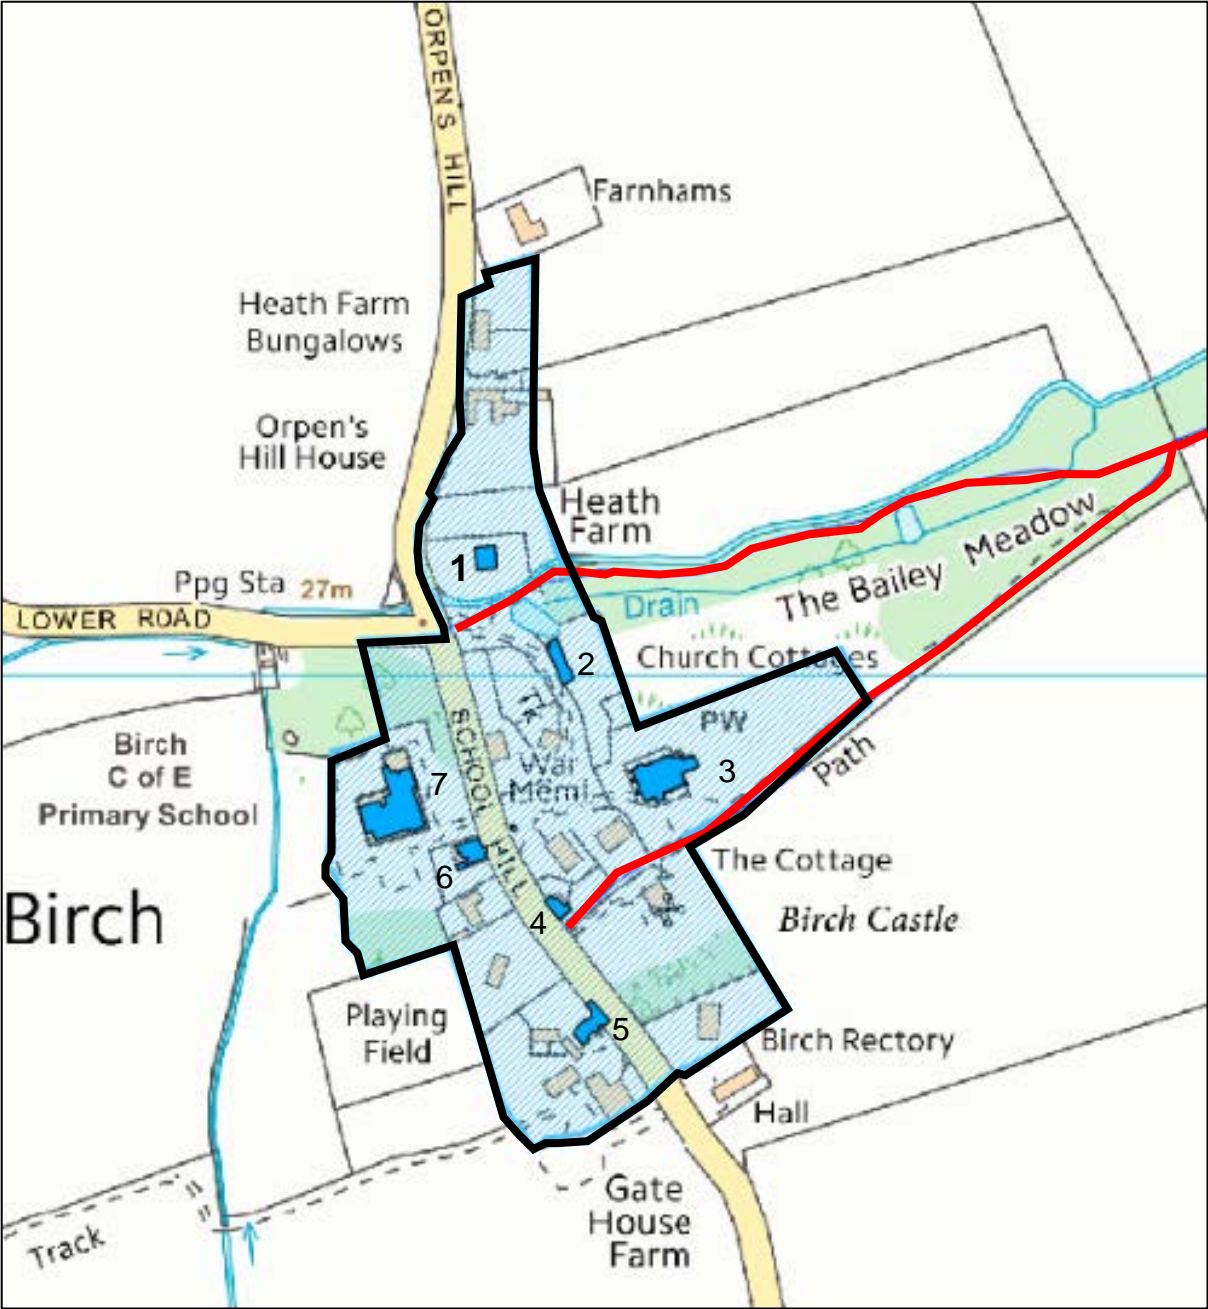 ORPEN'S HILL
Farnhams
Heath Farm
Bungalows
Orpen's
Hill House
Heath
Farm
1
Ppg Sta 27m
LOWER ROAD
The Bailey Meadow
Drain
2
Church Cottages
SCHOOL HILL
Tk
PW
Birch
C of E
Primary School
War
Meml
7
3
Path
6
The Cottage
Birch
4
Birch Castle
Playing
Field
5
Birch Rectory
Hall
Gate
House
Farm
Track